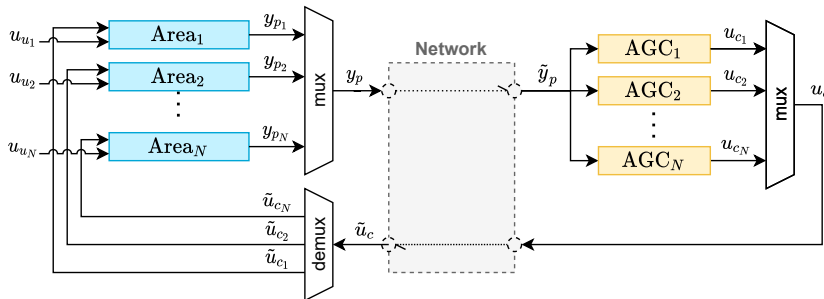 Network
u_{u_1} Area_1 y_{p_1}
AGC_1 u_{c_1}
u_{u_2} Area_2 y_{p_2}
mux y_p ỹ_p
AGC_2 u_{c_2}
mux
⋮
⋮
u_{u_N} Area_N y_{p_N}
AGC_N u_{c_N}
ũ_{c_N}
ũ_{c_2} demux ũ_c
ũ_{c_1}